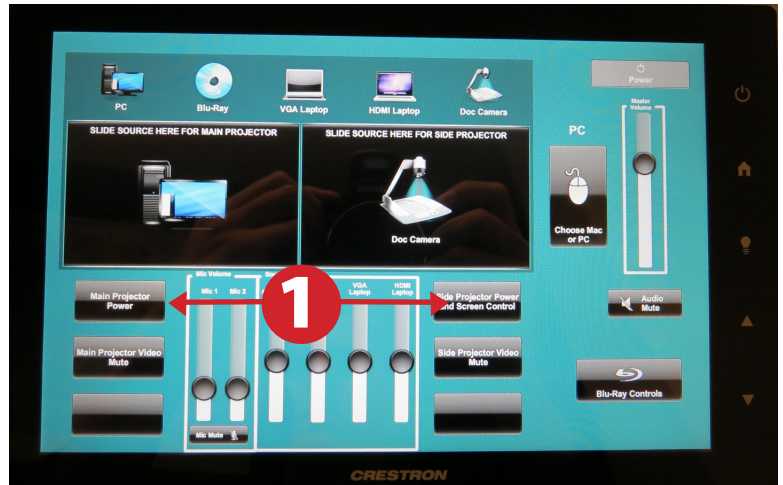 Power
PC
Blu-Ray
VGA Laptop
HDMI Laptop
Doc Camera
Master
Volume
SLIDE SOURCE HERE FOR MAIN PROJECTOR
SLIDE SOURCE HERE FOR SIDE PROJECTOR
PC
Doc Camera
Choose Mac
or PC
Mic Volume
Mic 1
Mic 2
VGA
Laptop
HDMI
Laptop
1
Main Projector
Power
Side Projector Power
and Screen Control
Audio
Mute
Main Projector Video
Mute
Side Projector Video
Mute
Blu-Ray Controls
Mic Mute
CRESTRON